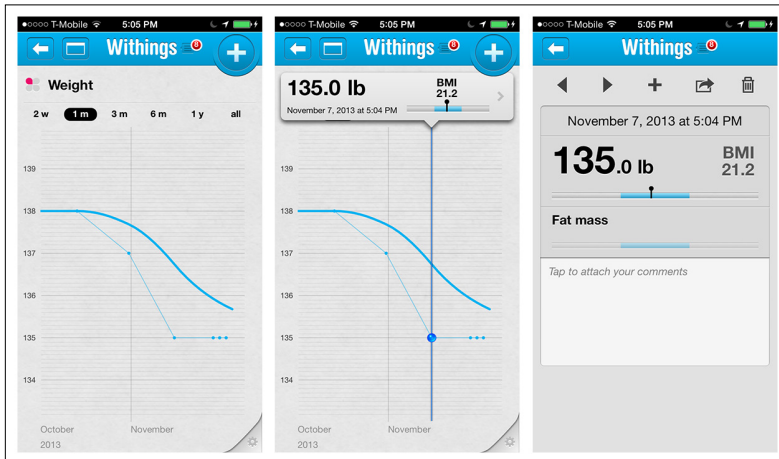 T-Mobile 5:05 PM
Withings 8
Weight
2 w 1 m 3 m 6 m 1 y all
139
138
137
136
135
134
October November
2013
T-Mobile 5:05 PM
Withings 8
135.0 lb BMI
21.2
November 7, 2013 at 5:04 PM
139
138
137
136
135
134
October November
2013
T-Mobile 5:05 PM
Withings 8
November 7, 2013 at 5:04 PM
135.0 lb BMI
21.2
Fat mass
Tap to attach your comments